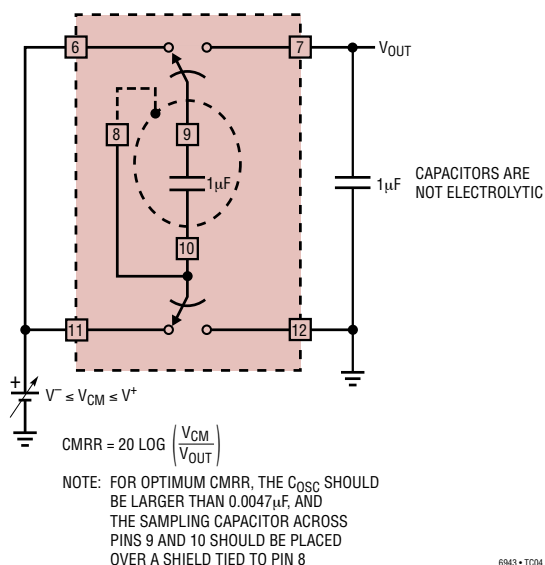 6
7
V_OUT
8
9
1µF
1µF
CAPACITORS ARE
NOT ELECTROLYTIC
10
11
12
+
V⁻ ≤ V_CM ≤ V⁺
CMRR = 20 LOG (V_CM / V_OUT)
NOTE: FOR OPTIMUM CMRR, THE C_OSC SHOULD
BE LARGER THAN 0.0047µF, AND
THE SAMPLING CAPACITOR ACROSS
PINS 9 AND 10 SHOULD BE PLACED
OVER A SHIELD TIED TO PIN 8
6943 • TC04